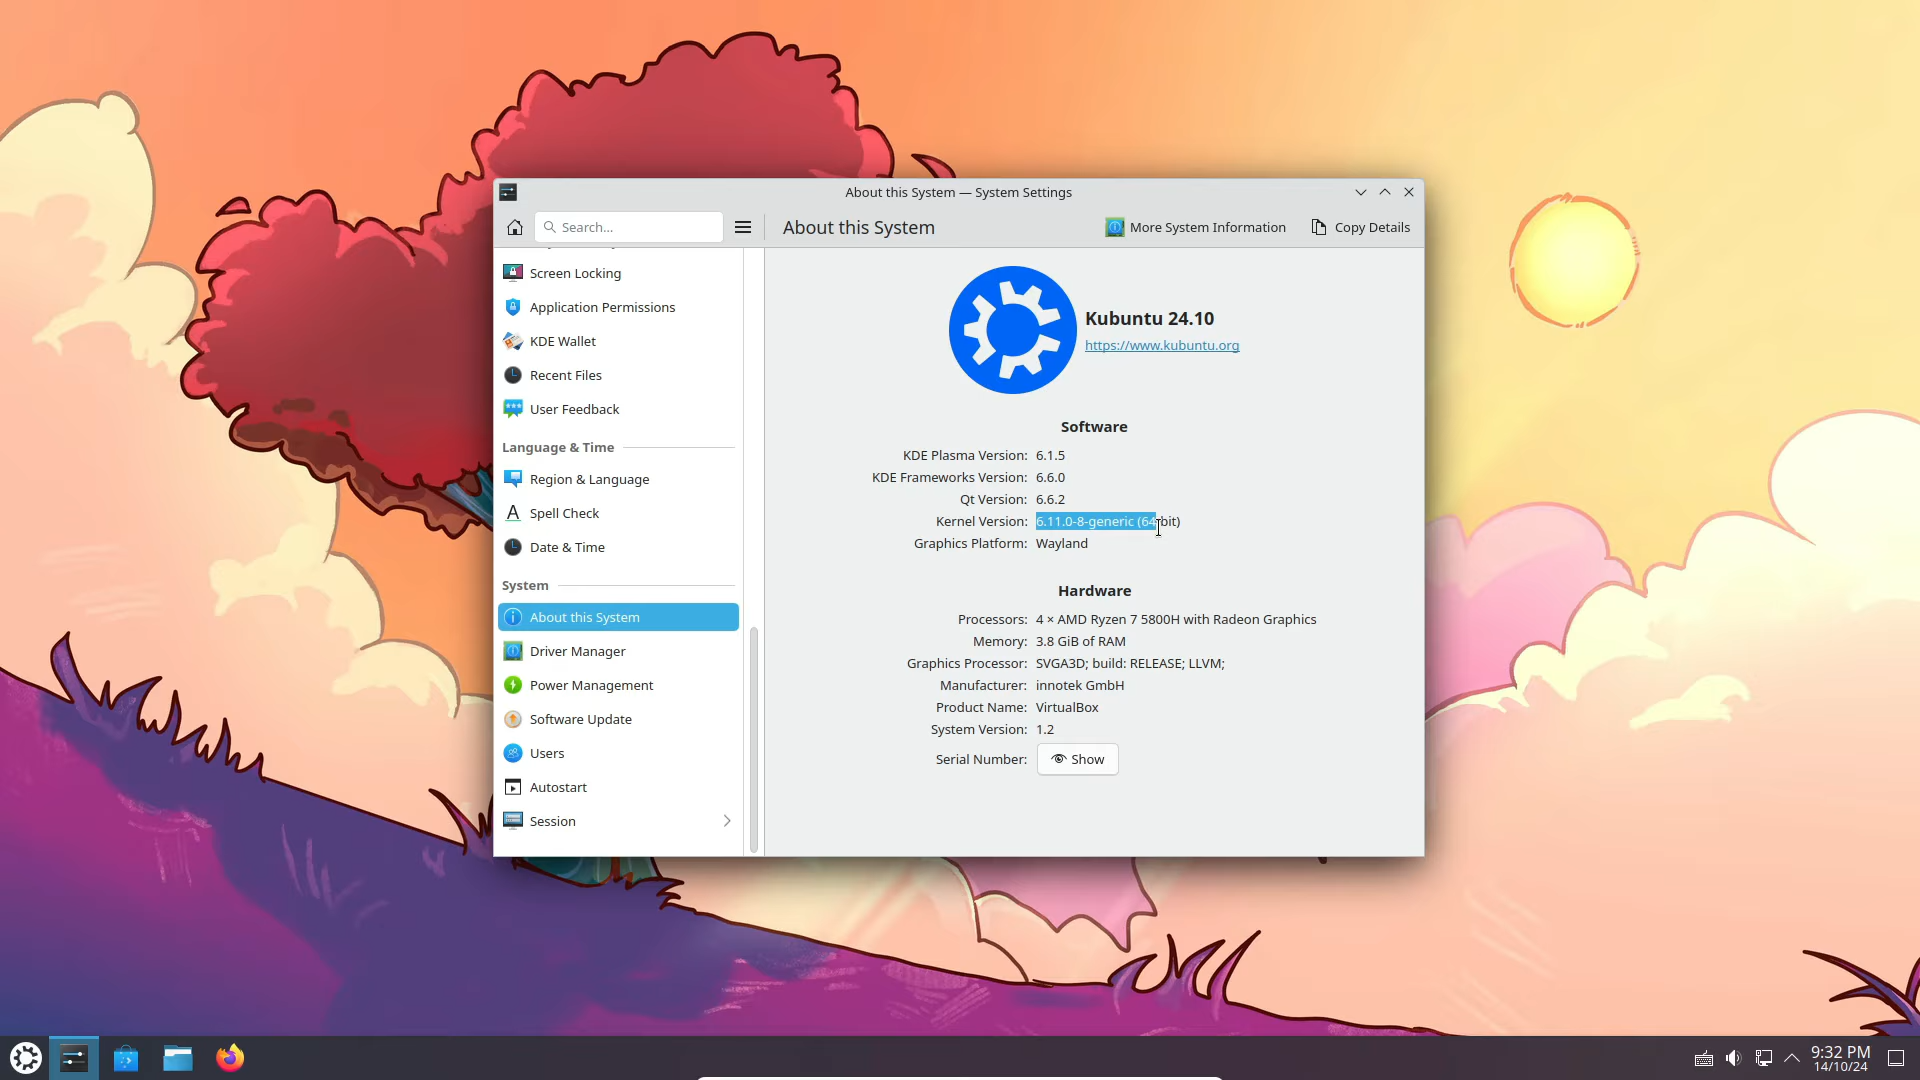 About this System — System Settings
Search...
About this System
More System Information
Copy Details
Screen Locking
Application Permissions
KDE Wallet
Recent Files
User Feedback
Language & Time
Region & Language
Spell Check
Date & Time
System
About this System
Driver Manager
Power Management
Software Update
Users
Autostart
Session
Kubuntu 24.10
https://www.kubuntu.org
Software
KDE Plasma Version: 6.1.5
KDE Frameworks Version: 6.6.0
Qt Version: 6.6.2
Kernel Version: 6.11.0-8-generic (64-bit)
Graphics Platform: Wayland
Hardware
Processors: 4 × AMD Ryzen 7 5800H with Radeon Graphics
Memory: 3.8 GiB of RAM
Graphics Processor: SVGA3D; build: RELEASE; LLVM;
Manufacturer: innotek GmbH
Product Name: VirtualBox
System Version: 1.2
Serial Number: Show
9:32 PM
14/10/24